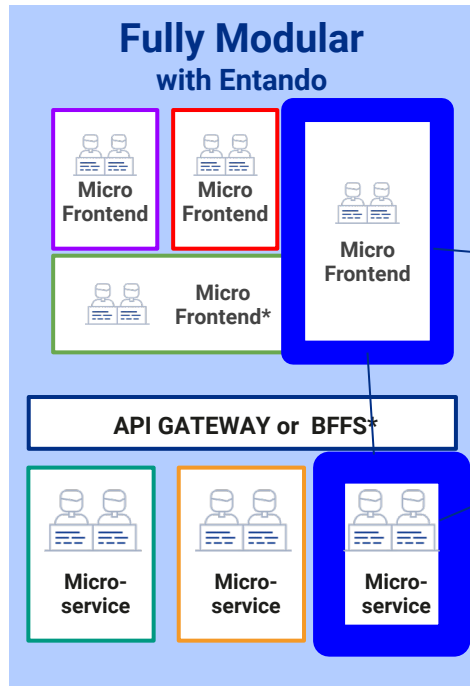 Fully Modular
with Entando
Micro
Frontend
Micro
Frontend
Micro
Frontend
Micro
Frontend*
API GATEWAY or BFFS*
Micro-
service
Micro-
service
Micro-
service